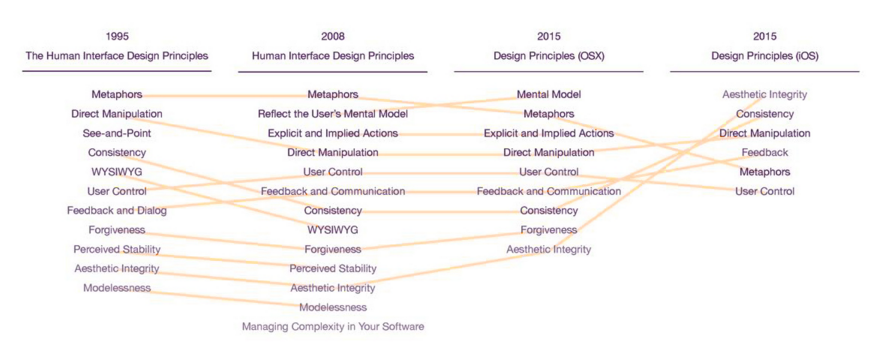 1995
The Human Interface Design Principles
Metaphors
Direct Manipulation
See-and-Point
Consistency
WYSIWYG
User Control
Feedback and Dialog
Forgiveness
Perceived Stability
Aesthetic Integrity
Modelessness
2008
Human Interface Design Principles
Metaphors
Reflect the User's Mental Model
Explicit and Implied Actions
Direct Manipulation
User Control
Feedback and Communication
Consistency
WYSIWYG
Forgiveness
Perceived Stability
Aesthetic Integrity
Modelessness
Managing Complexity in Your Software
2015
Design Principles (OSX)
Mental Model
Metaphors
Explicit and Implied Actions
Direct Manipulation
User Control
Feedback and Communication
Consistency
Forgiveness
Aesthetic Integrity
2015
Design Principles (iOS)
Aesthetic Integrity
Consistency
Direct Manipulation
Feedback
Metaphors
User Control